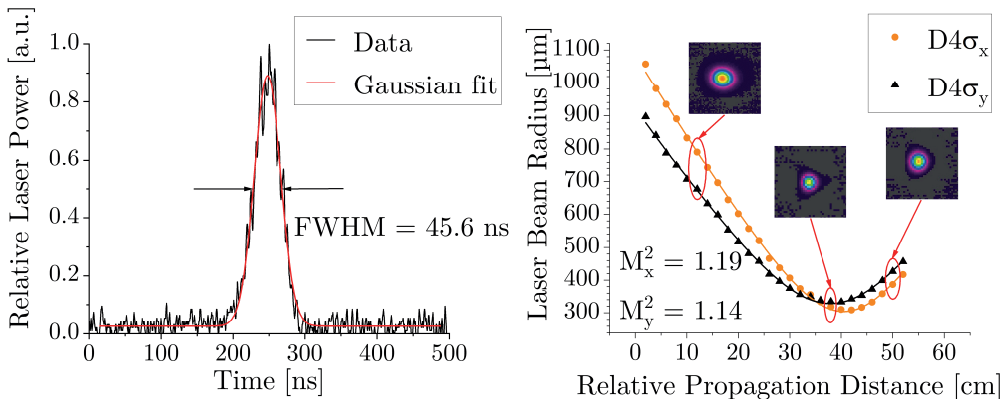 Relative Laser Power [a.u.]
1.0
0.8
0.6
0.4
0.2
0.0
Data
Gaussian fit
FWHM = 45.6 ns
0 100 200 300 400 500
Time [ns]
Laser Beam Radius [µm]
1100
1000
900
800
700
600
500
400
300
D4σx
D4σy
M²x = 1.19
M²y = 1.14
0 10 20 30 40 50 60
Relative Propagation Distance [cm]